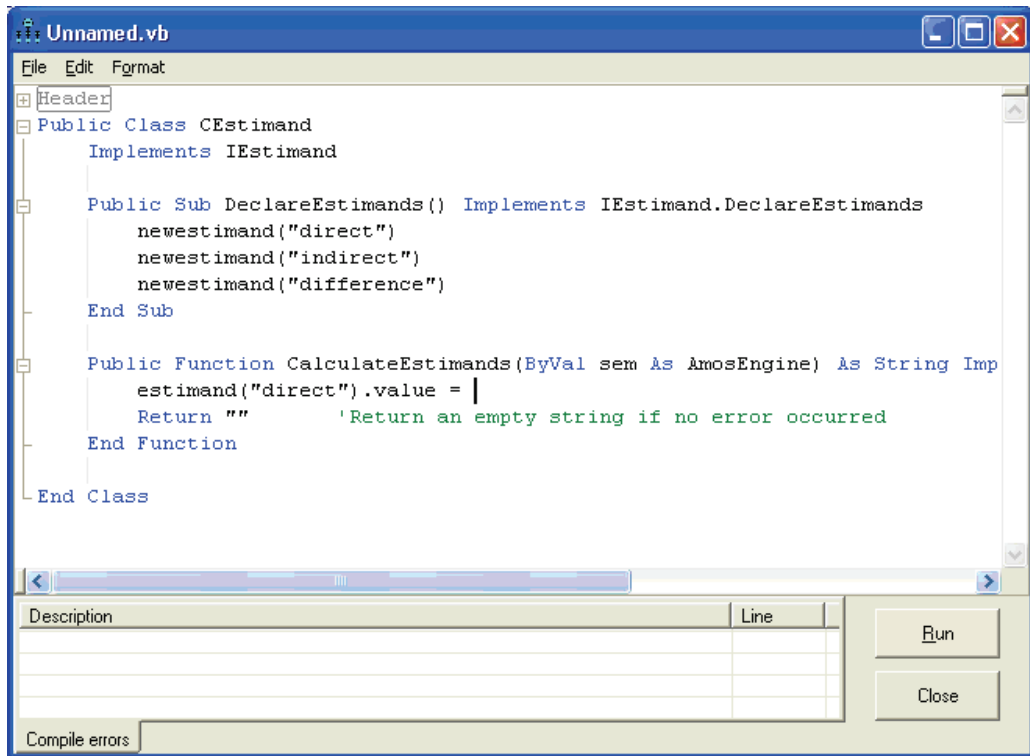 Unnamed.vb
File Edit Format
Header
Public Class CEstimand
Implements IEstimand
Public Sub DeclareEstimands() Implements IEstimand.DeclareEstimands
newestimand("direct")
newestimand("indirect")
newestimand("difference")
End Sub
Public Function CalculateEstimands(ByVal sem As AmosEngine) As String Imp
estimand("direct").value =
Return "" 'Return an empty string if no error occurred
End Function
End Class
Description Line
Run
Close
Compile errors